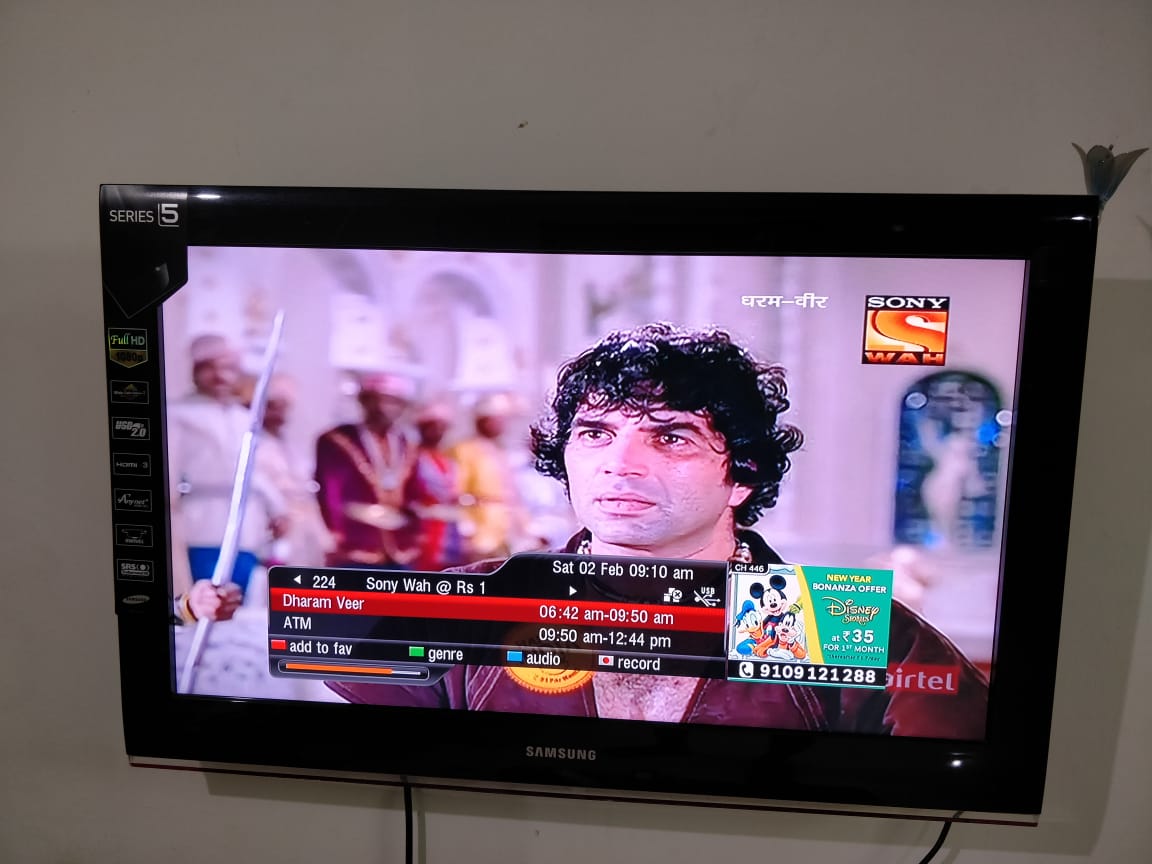 SERIES 5
Full HD
1080p
USB 2.0
HDMI 3
Anynet+
SRS
SAMSUNG
धरम-वीर
SONY
WAH
Sat 02 Feb 09:10 am
224 Sony Wah @ Rs 1
USB
Dharam Veer 06:42 am-09:50 am
ATM 09:50 am-12:44 pm
add to fav genre audio record
CH 446
NEW YEAR
BONANZA OFFER
Disney
Stories
at ₹35
FOR 1ST MONTH
9109121288
airtel
SAMSUNG